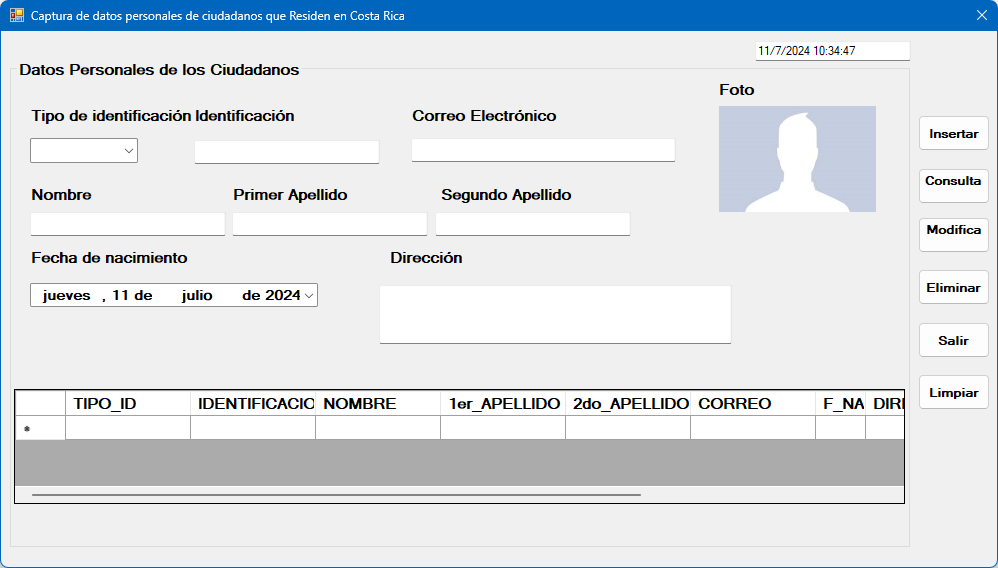 Captura de datos personales de ciudadanos que Residen en Costa Rica
11/7/2024 10:34:47
Datos Personales de los Ciudadanos
Foto
Tipo de identificación Identificación Correo Electrónico
Insertar
Consulta
Nombre Primer Apellido Segundo Apellido
Modifica
Fecha de nacimiento Dirección
Eliminar
jueves , 11 de julio de 2024
Salir
Limpiar
TIPO_ID IDENTIFICACIO NOMBRE 1er_APELLIDO 2do_APELLIDO CORREO F_NA DIRE